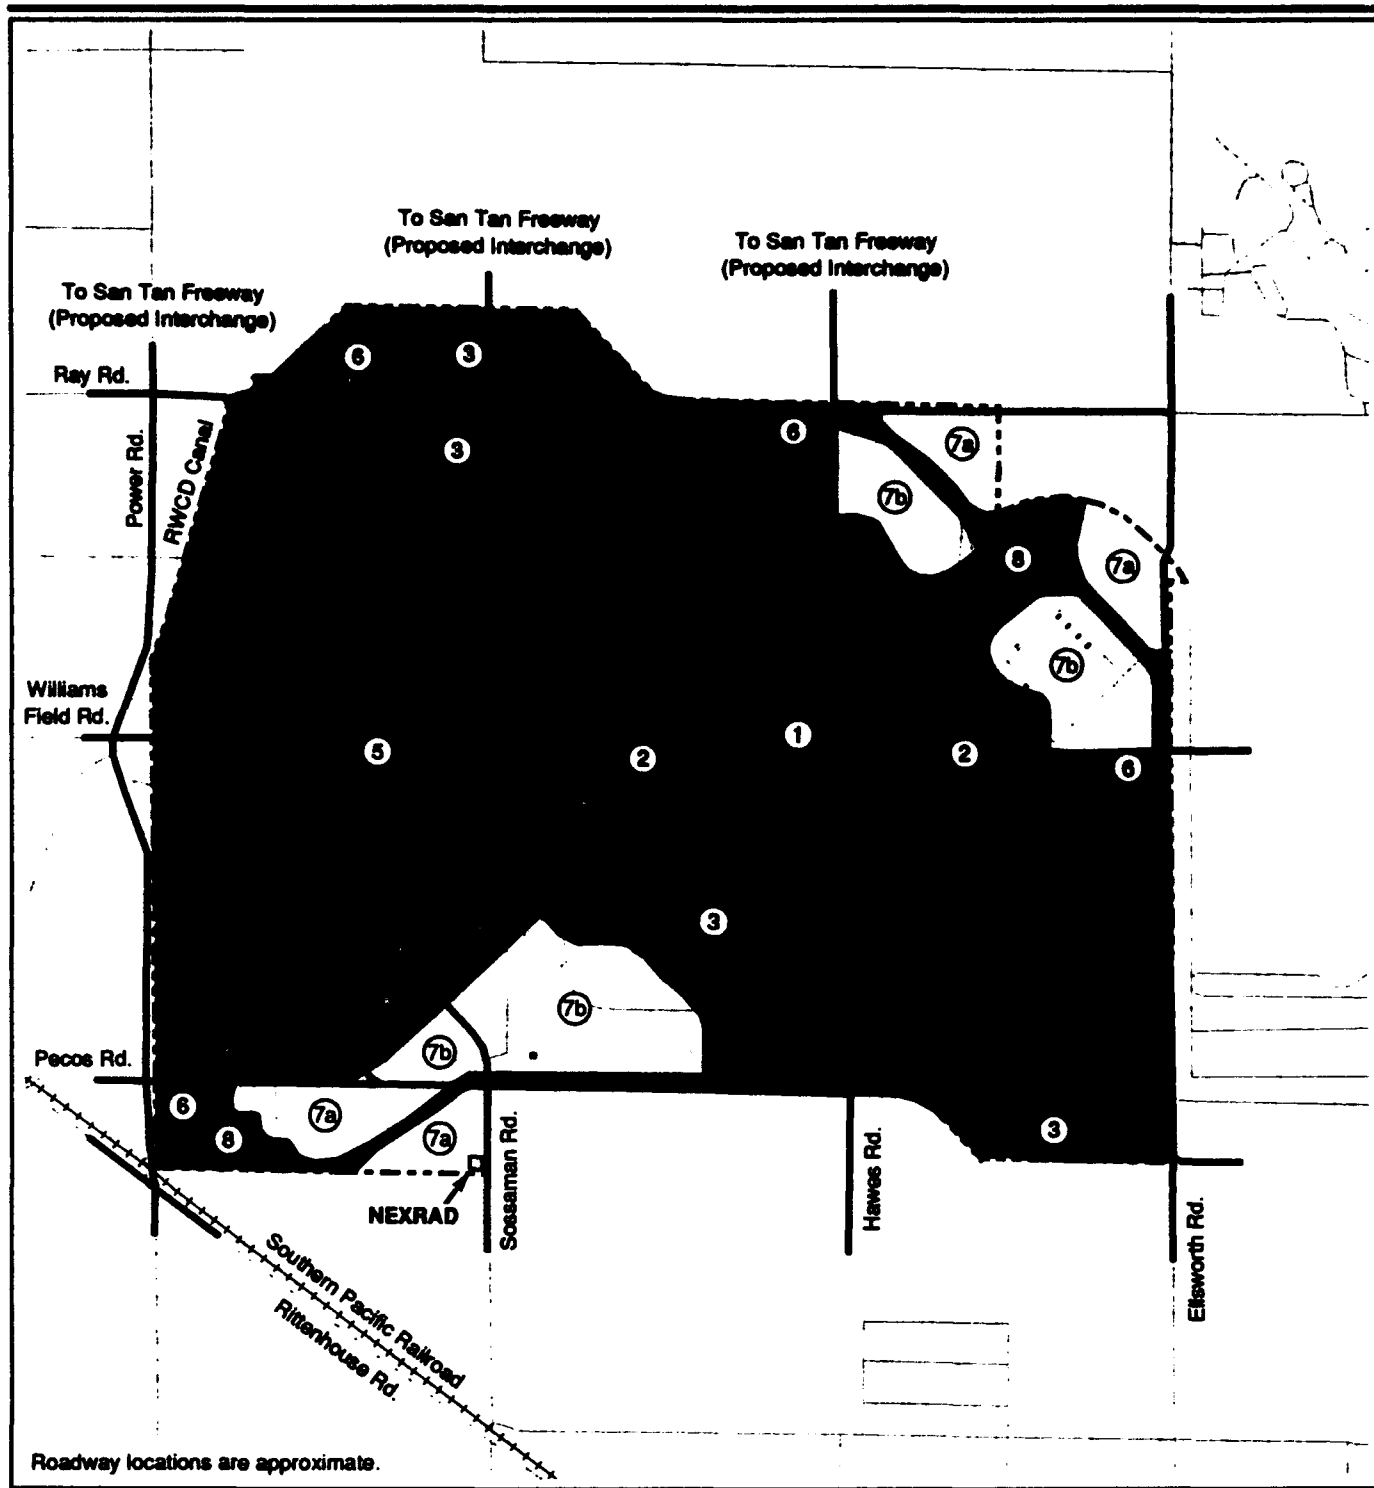 To San Tan Freeway
(Proposed Interchange)
To San Tan Freeway
(Proposed Interchange)
To San Tan Freeway
(Proposed Interchange)
6
3
Ray Rd.
6
7a
Power Rd.
RWCD Canal
3
7b
8
7a
7b
Williams
Field Rd.
5
2
1
2
6
3
7b
Pecos Rd.
7b
6
7a
8
7a
3
NEXRAD
Sossaman Rd.
Hawes Rd.
Ellsworth Rd.
Southern Pacific Railroad
Rittenhouse Rd.
Roadway locations are approximate.